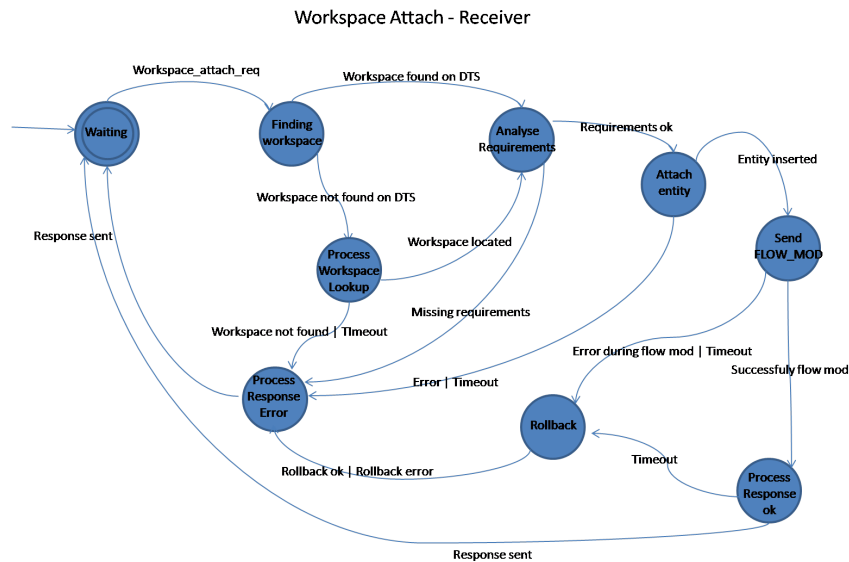 Workspace Attach - Receiver
Workspace_attach_req
Workspace found on DTS
Waiting
Finding
workspace
Analyse
Requirements
Requirements ok
Entity inserted
Attach
entity
Workspace not found on DTS
Response sent
Workspace located
Process
Workspace
Lookup
Send
FLOW_MOD
Missing requirements
Workspace not found | TImeout
Error during flow mod | Timeout
Successfuly flow mod
Process
Response
Error
Error | Timeout
Rollback
Rollback ok | Rollback error
Timeout
Process
Response
ok
Response sent